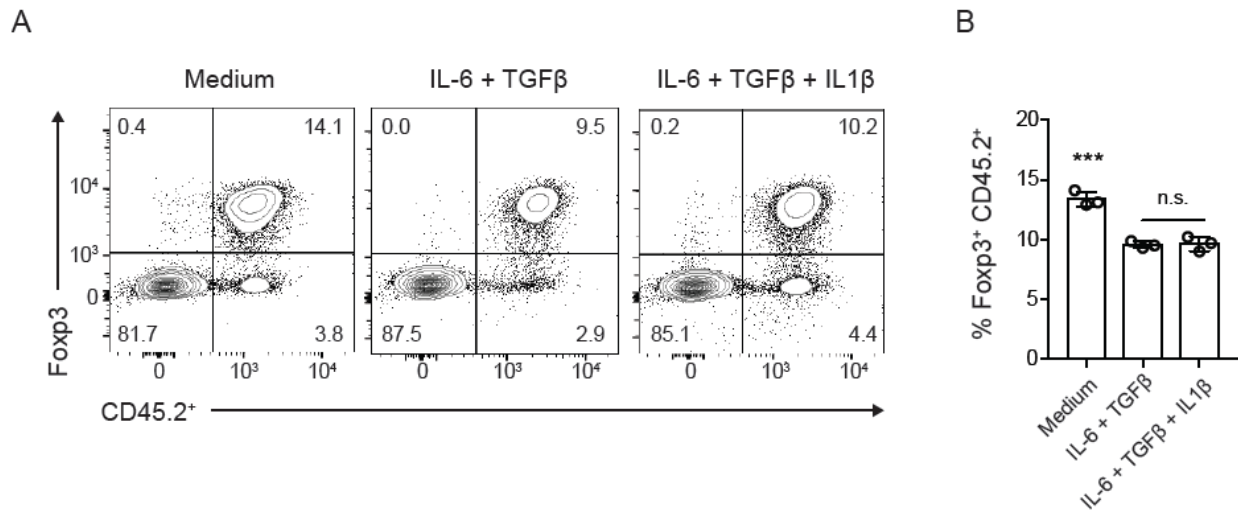 A
Medium
IL-6 + TGFβ
IL-6 + TGFβ + IL1β
0.4
14.1
0.0
9.5
0.2
10.2
Foxp3
10⁴
10³
0
81.7
3.8
87.5
2.9
85.1
4.4
0 10³ 10⁴
0 10³ 10⁴
0 10³ 10⁴
CD45.2⁺
B
% Foxp3⁺ CD45.2⁺
20
15
10
5
0
***
n.s.
Medium
IL-6 + TGFβ
IL-6 + TGFβ + IL1β